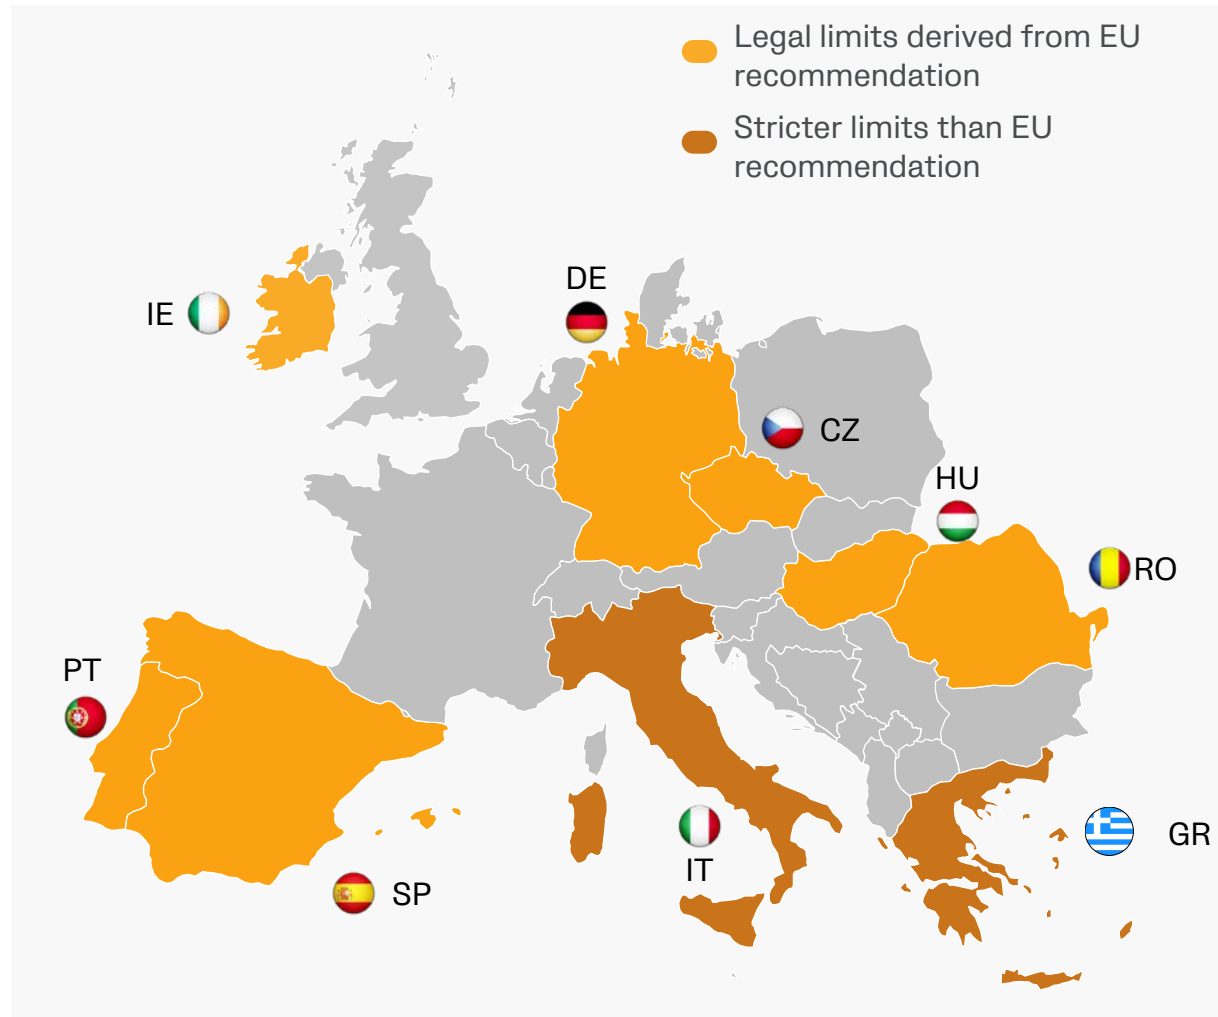 Legal limits derived from EU
recommendation
Stricter limits than EU
recommendation
DE
IE
CZ
HU
RO
PT
GR
IT
SP